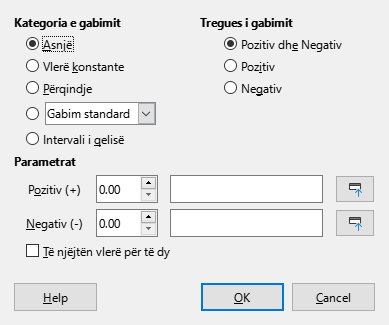 Kategoria e gabimit
Asnjë
Vlerë konstante
Përqindje
Gabim standard
Intervali i qelisë
Tregues i gabimit
Pozitiv dhe Negativ
Pozitiv
Negativ
Parametrat
Pozitiv (+) 0.00
Negativ (-) 0.00
Të njëjtën vlerë për të dy
Help OK Cancel